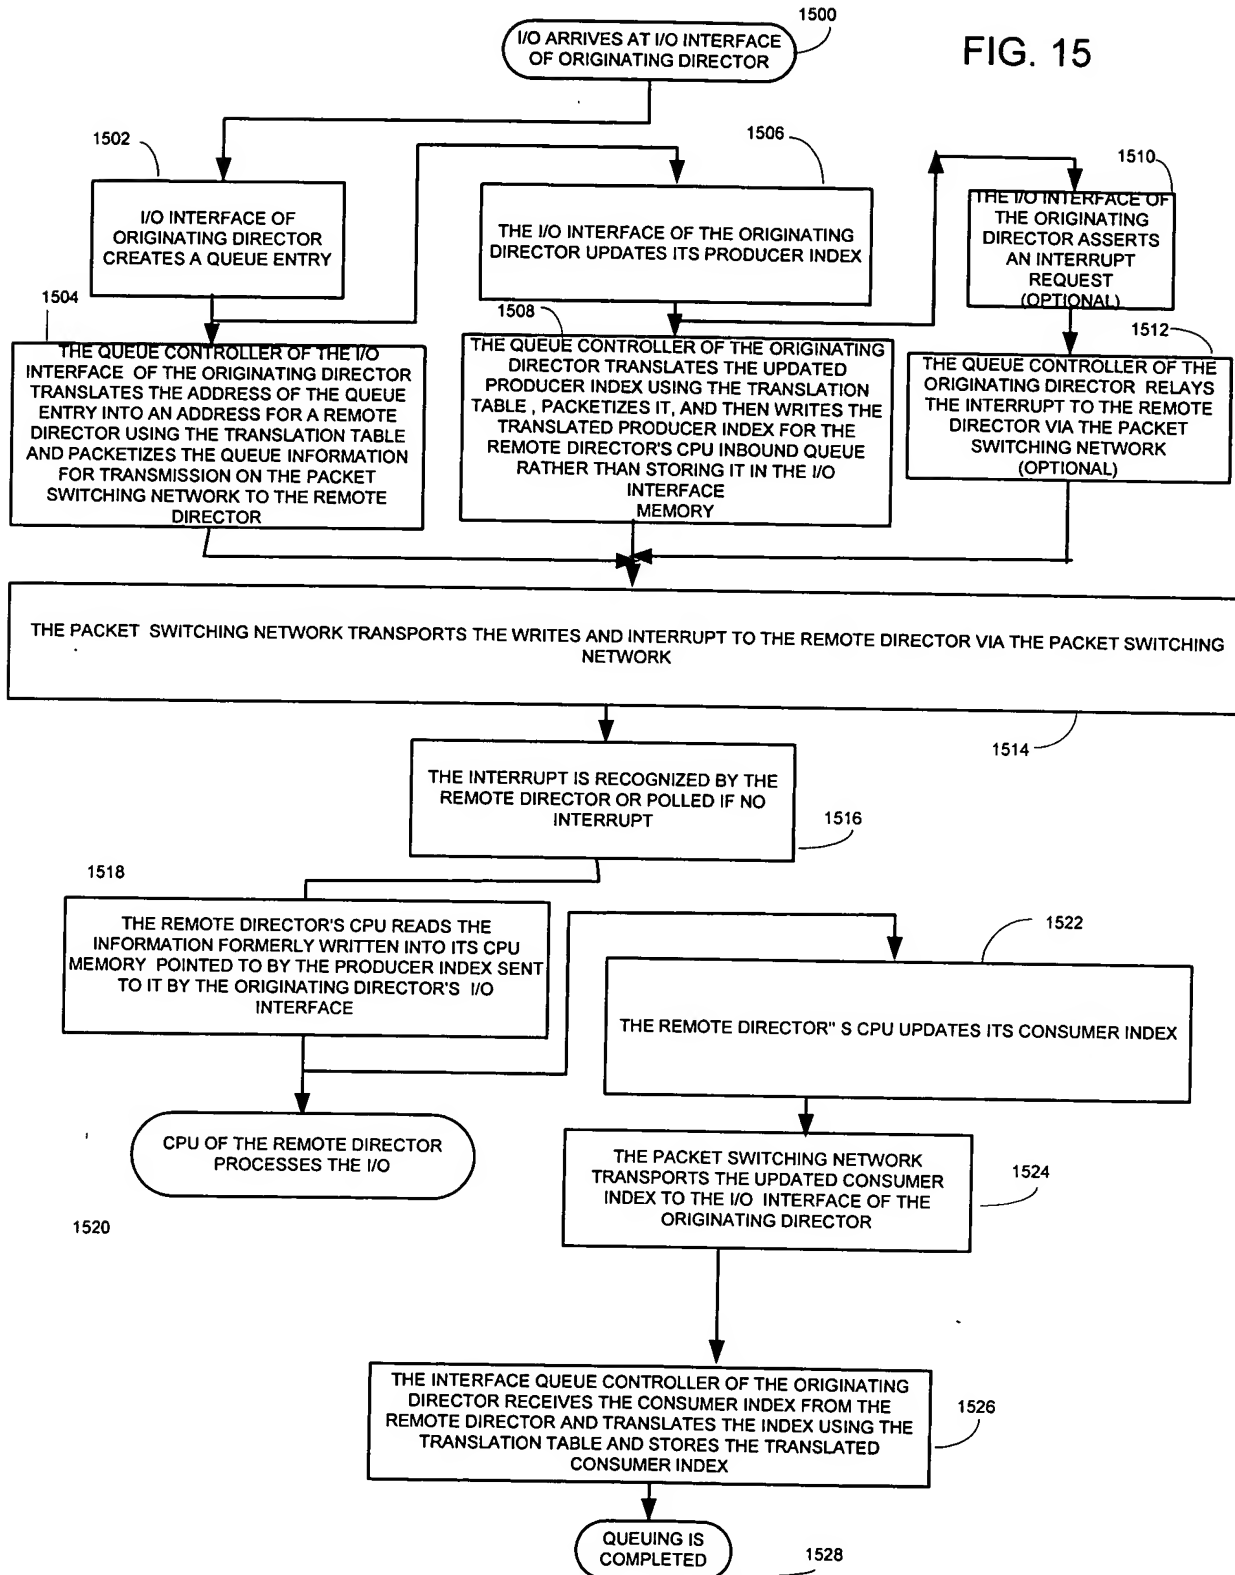 1500
I/O ARRIVES AT I/O INTERFACE
OF ORIGINATING DIRECTOR
FIG. 15
1502
I/O INTERFACE OF
ORIGINATING DIRECTOR
CREATES A QUEUE ENTRY
1506
THE I/O INTERFACE OF THE ORIGINATING
DIRECTOR UPDATES ITS PRODUCER INDEX
1510
THE I/O INTERFACE OF
THE ORIGINATING
DIRECTOR ASSERTS
AN INTERRUPT
REQUEST
(OPTIONAL)
1504
THE QUEUE CONTROLLER OF THE I/O
INTERFACE OF THE ORIGINATING DIRECTOR
TRANSLATES THE ADDRESS OF THE QUEUE
ENTRY INTO AN ADDRESS FOR A REMOTE
DIRECTOR USING THE TRANSLATION TABLE
AND PACKETIZES THE QUEUE INFORMATION
FOR TRANSMISSION ON THE PACKET
SWITCHING NETWORK TO THE REMOTE
DIRECTOR
1508
THE QUEUE CONTROLLER OF THE ORIGINATING
DIRECTOR TRANSLATES THE UPDATED
PRODUCER INDEX USING THE TRANSLATION
TABLE , PACKETIZES IT, AND THEN WRITES THE
TRANSLATED PRODUCER INDEX FOR THE
REMOTE DIRECTOR'S CPU INBOUND QUEUE
RATHER THAN STORING IT IN THE I/O
INTERFACE
MEMORY
1512
THE QUEUE CONTROLLER OF THE
ORIGINATING DIRECTOR RELAYS
THE INTERRUPT TO THE REMOTE
DIRECTOR VIA THE PACKET
SWITCHING NETWORK
(OPTIONAL)
THE PACKET SWITCHING NETWORK TRANSPORTS THE WRITES AND INTERRUPT TO THE REMOTE DIRECTOR VIA THE PACKET SWITCHING
NETWORK
1514
THE INTERRUPT IS RECOGNIZED BY THE
REMOTE DIRECTOR OR POLLED IF NO
INTERRUPT
1516
1518
THE REMOTE DIRECTOR'S CPU READS THE
INFORMATION FORMERLY WRITTEN INTO ITS CPU
MEMORY POINTED TO BY THE PRODUCER INDEX SENT
TO IT BY THE ORIGINATING DIRECTOR'S I/O
INTERFACE
1522
THE REMOTE DIRECTOR" S CPU UPDATES ITS CONSUMER INDEX
CPU OF THE REMOTE DIRECTOR
PROCESSES THE I/O
1520
THE PACKET SWITCHING NETWORK
TRANSPORTS THE UPDATED CONSUMER
INDEX TO THE I/O INTERFACE OF THE
ORIGINATING DIRECTOR
1524
THE INTERFACE QUEUE CONTROLLER OF THE ORIGINATING
DIRECTOR RECEIVES THE CONSUMER INDEX FROM THE
REMOTE DIRECTOR AND TRANSLATES THE INDEX USING THE
TRANSLATION TABLE AND STORES THE TRANSLATED
CONSUMER INDEX
1526
QUEUING IS
COMPLETED
1528